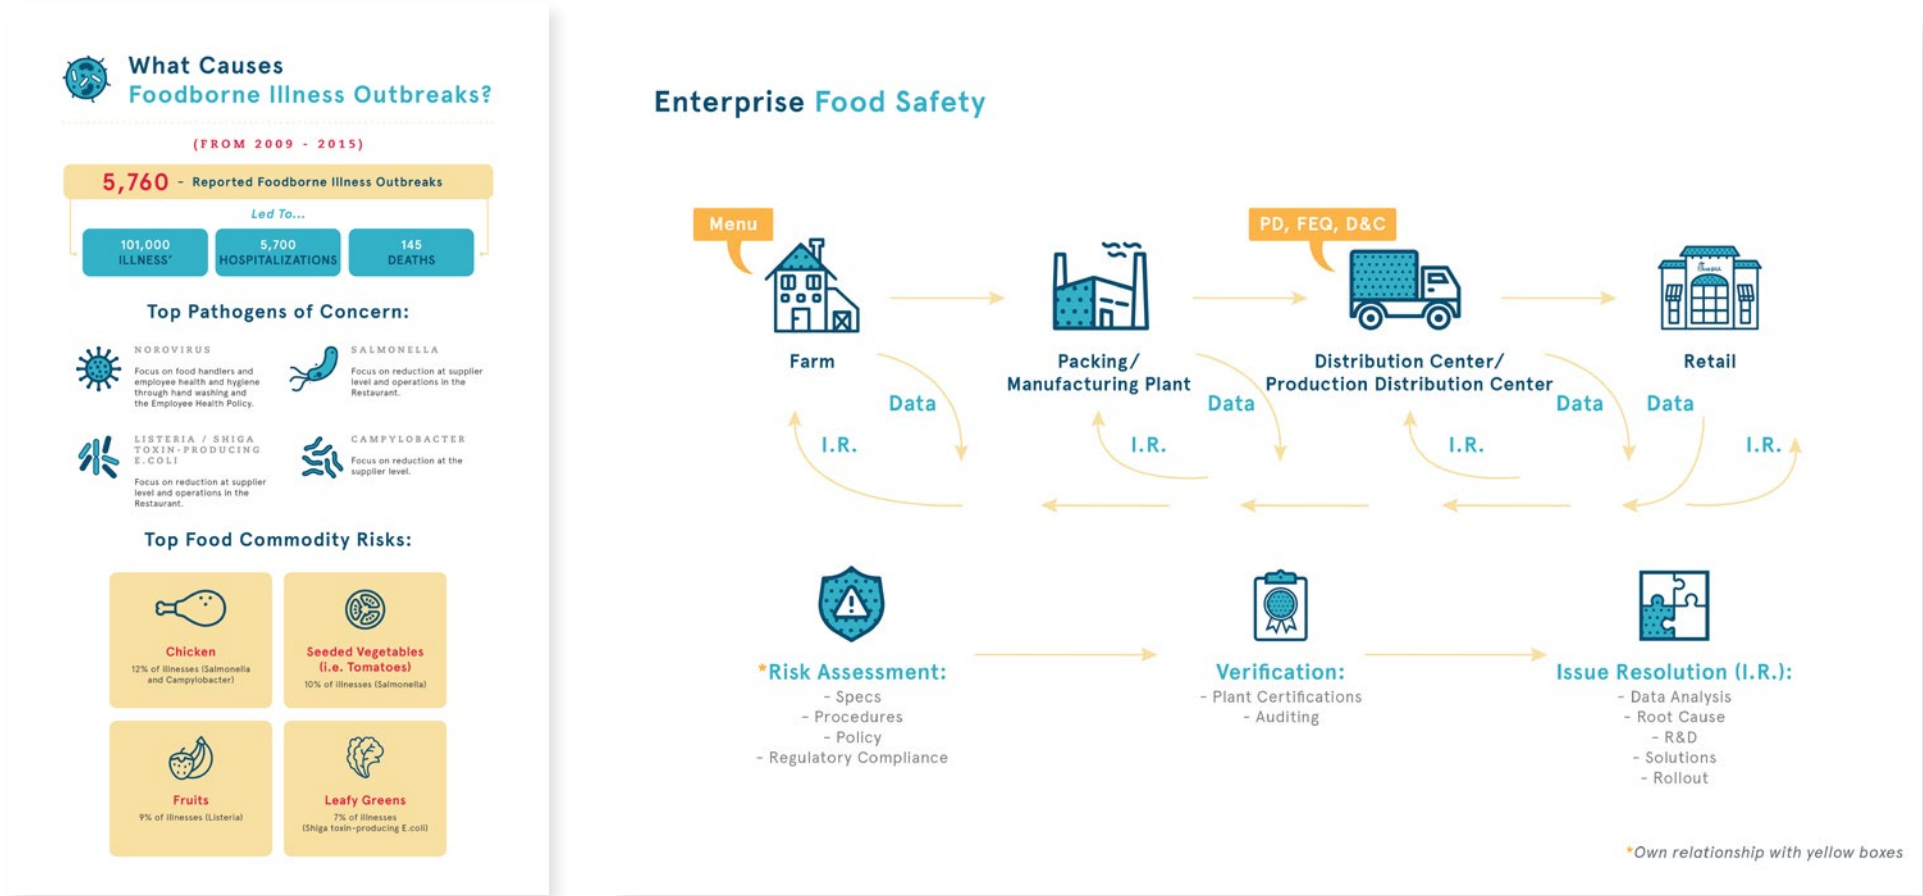 What Causes
Foodborne Illness Outbreaks?
(FROM 2009 - 2015)
5,760 - Reported Foodborne Illness Outbreaks
Led To...
101,000
ILLNESS'
5,700
HOSPITALIZATIONS
145
DEATHS
Top Pathogens of Concern:
NOROVIRUS
Focus on food handlers and
employee health and hygiene
through hand washing and
the Employee Health Policy.
SALMONELLA
Focus on reduction at supplier
level and operations in the
Restaurant.
LISTERIA / SHIGA
TOXIN-PRODUCING
E.COLI
Focus on reduction at supplier
level and operations in the
Restaurant.
CAMPYLOBACTER
Focus on reduction at the
supplier level.
Top Food Commodity Risks:
Chicken
12% of illnesses (Salmonella
and Campylobacter)
Seeded Vegetables
(i.e. Tomatoes)
10% of illnesses (Salmonella)
Fruits
9% of illnesses (Listeria)
Leafy Greens
7% of illnesses
(Shiga toxin-producing E.coli)
Enterprise Food Safety
Menu
PD, FEQ, D&C
Farm
Packing/
Manufacturing Plant
Distribution Center/
Production Distribution Center
Retail
Data
Data
Data
Data
I.R.
I.R.
I.R.
I.R.
*Risk Assessment:
- Specs
- Procedures
- Policy
- Regulatory Compliance
Verification:
- Plant Certifications
- Auditing
Issue Resolution (I.R.):
- Data Analysis
- Root Cause
- R&D
- Solutions
- Rollout
*Own relationship with yellow boxes